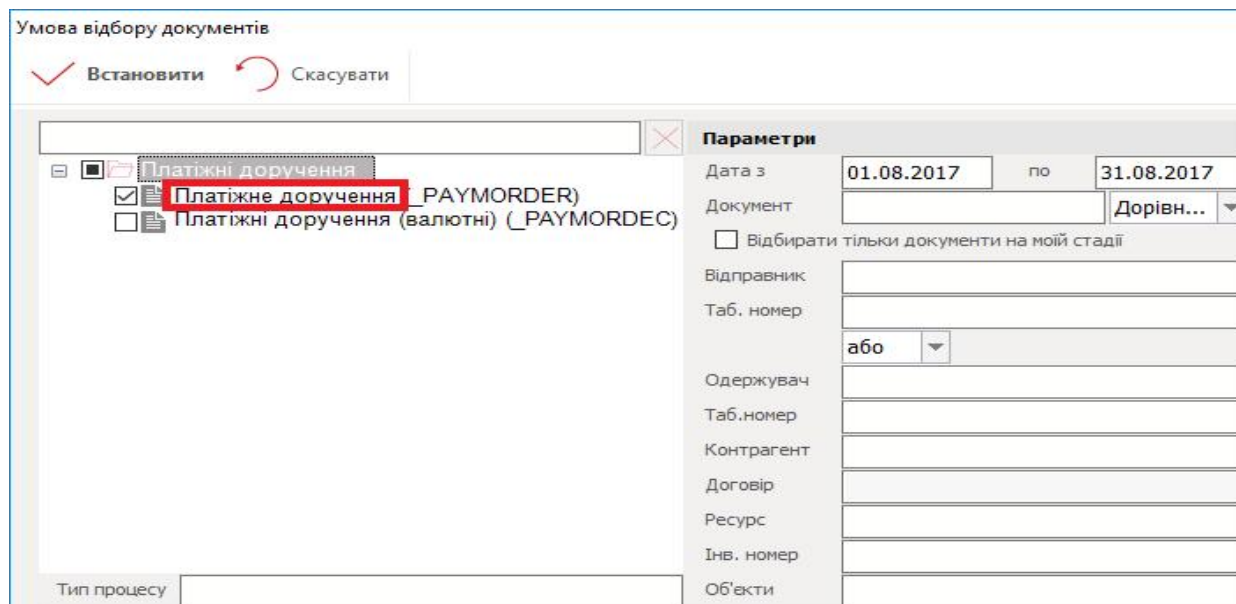 Умова відбору документів
Встановити Скасувати
Платіжні доручення
Платіжне доручення (_PAYMORDER)
Платіжні доручення (валютні) (_PAYMORDEC)
Тип процесу
Параметри
Дата з 01.08.2017 по 31.08.2017
Документ Дорівн...
Відбирати тільки документи на моїй стадії
Відправник
Таб. номер
або
Одержувач
Таб.номер
Контрагент
Договір
Ресурс
Інв. номер
Об'єкти